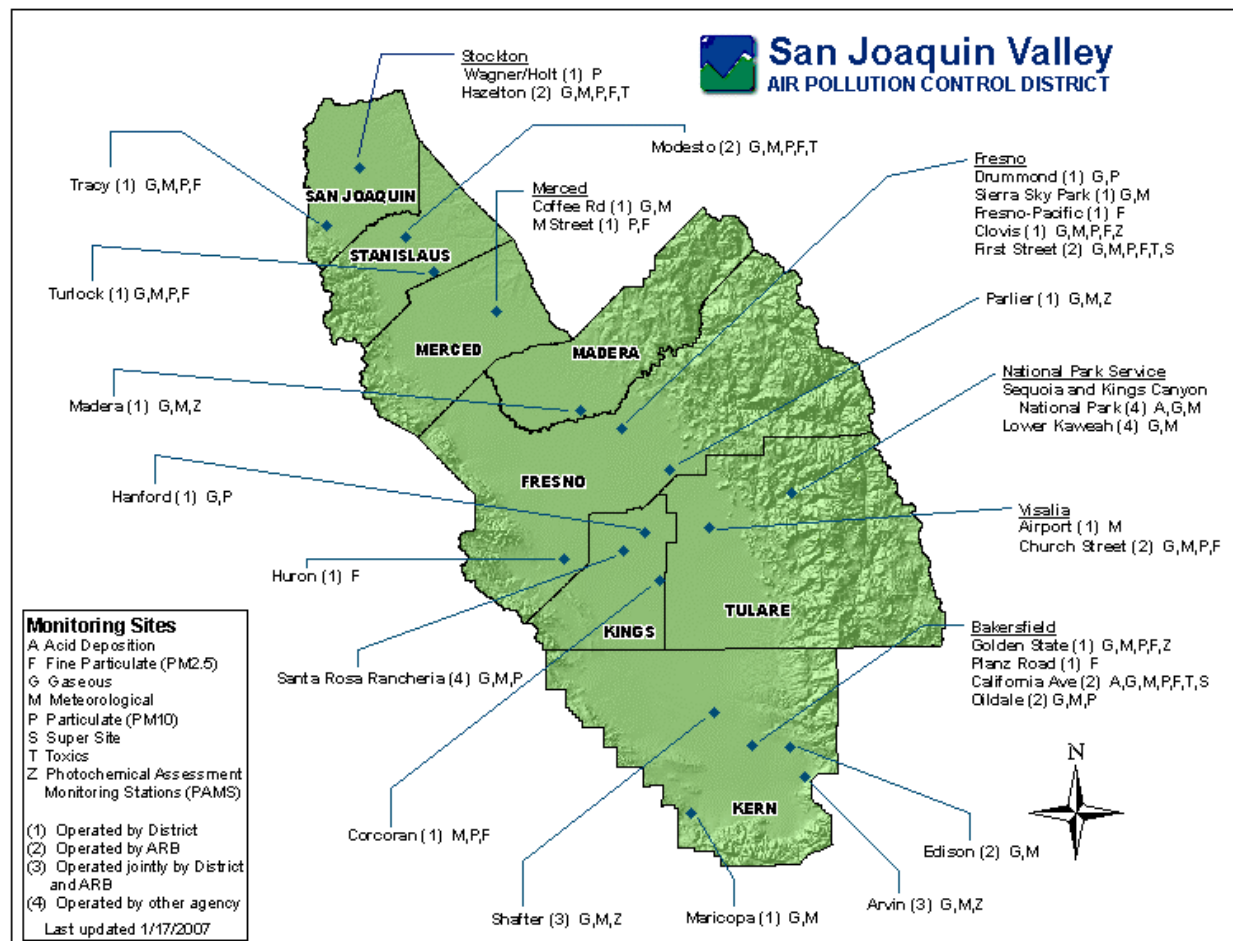 San Joaquin Valley
AIR POLLUTION CONTROL DISTRICT
Stockton
Wagner/Holt (1) P
Hazelton (2) G,M,P,F,T
Modesto (2) G,M,P,F,T
Tracy (1) G,M,P,F
Merced
Coffee Rd (1) G,M
M Street (1) P,F
Fresno
Drummond (1) G,P
Sierra Sky Park (1) G,M
Fresno-Pacific (1) F
Clovis (1) G,M,P,F,Z
First Street (2) G,M,P,F,T,S
SAN JOAQUIN
STANISLAUS
Turlock (1) G,M,P,F
Parlier (1) G,M,Z
MERCED
MADERA
National Park Service
Sequoia and Kings Canyon
National Park (4) A,G,M
Lower Kaweah (4) G,M
Madera (1) G,M,Z
FRESNO
Hanford (1) G,P
Visalia
Airport (1) M
Church Street (2) G,M,P,F
Huron (1) F
TULARE
KINGS
Bakersfield
Golden State (1) G,M,P,F,Z
Planz Road (1) F
California Ave (2) A,G,M,P,F,T,S
Oildale (2) G,M,P
Santa Rosa Rancheria (4) G,M,P
Monitoring Sites
A Acid Deposition
F Fine Particulate (PM2.5)
G Gaseous
M Meteorological
P Particulate (PM10)
S Super Site
T Toxics
Z Photochemical Assessment
Monitoring Stations (PAMS)
(1) Operated by District
(2) Operated by ARB
(3) Operated jointly by District
and ARB
(4) Operated by other agency
Last updated 1/17/2007
N
KERN
Corcoran (1) M,P,F
Edison (2) G,M
Arvin (3) G,M,Z
Shafter (3) G,M,Z
Maricopa (1) G,M